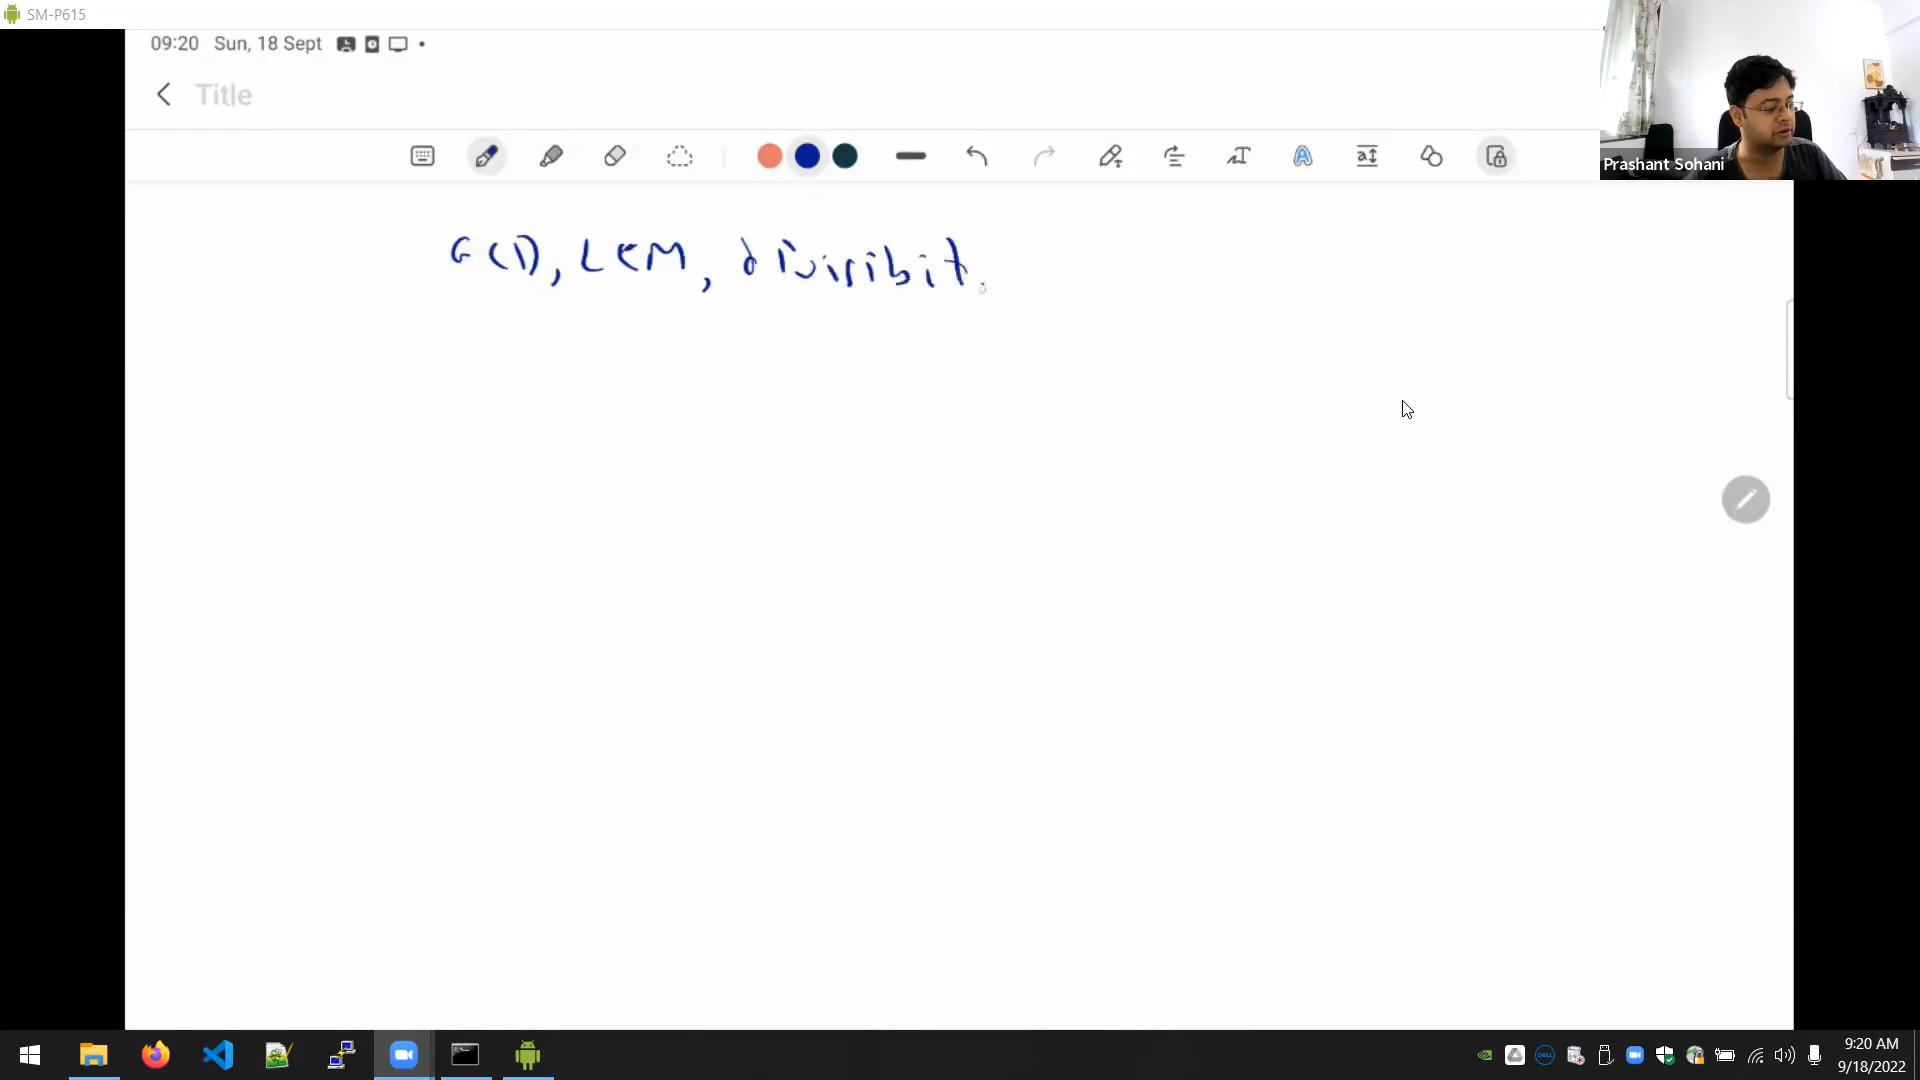 SM-P615
09:20 Sun, 18 Sept
Title
Prashant Sohani
GCD, LCM, divisibit
9:20 AM
9/18/2022